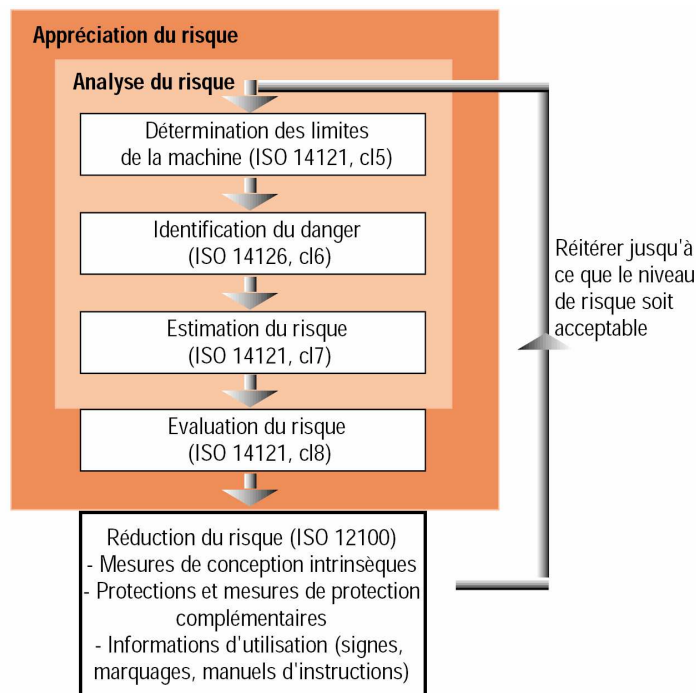 Appréciation du risque
Analyse du risque
Détermination des limites
de la machine (ISO 14121, cl5)
Identification du danger
(ISO 14126, cl6)
Estimation du risque
(ISO 14121, cl7)
Evaluation du risque
(ISO 14121, cl8)
Réduction du risque (ISO 12100)
- Mesures de conception intrinsèques
- Protections et mesures de protection
complémentaires
- Informations d'utilisation (signes,
marquages, manuels d'instructions)
Réitérer jusqu'à
ce que le niveau
de risque soit
acceptable